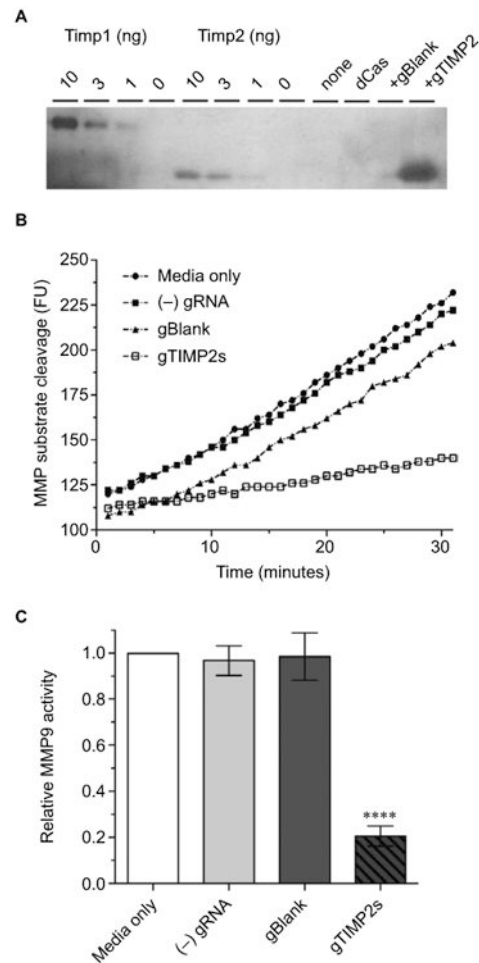 A
Timp1 (ng) Timp2 (ng)
10 3 1 0 10 3 1 0 none dCas +gBlank +gTIMP2
B
MMP substrate cleavage (FU)
250
225
200
175
150
125
100
Media only
(–) gRNA
gBlank
gTIMP2s
0 10 20 30
Time (minutes)
C
Relative MMP9 activity
1.0
0.8
0.6
0.4
0.2
0.0
****
Media only (–) gRNA gBlank gTIMP2s